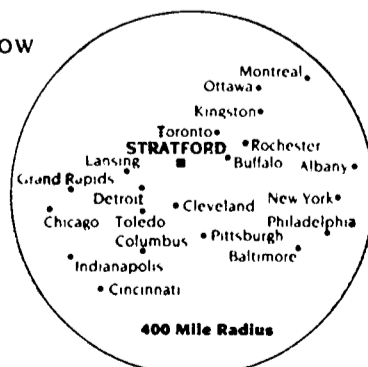 OW
Montreal
Ottawa
Kingston
Toronto
STRATFORD
Rochester
Buffalo
Albany
Lansing
Grand Rapids
Detroit
Cleveland
New York
Chicago
Toledo
Philadelphia
Columbus
Pittsburgh
Baltimore
Indianapolis
Cincinnati
400 Mile Radius